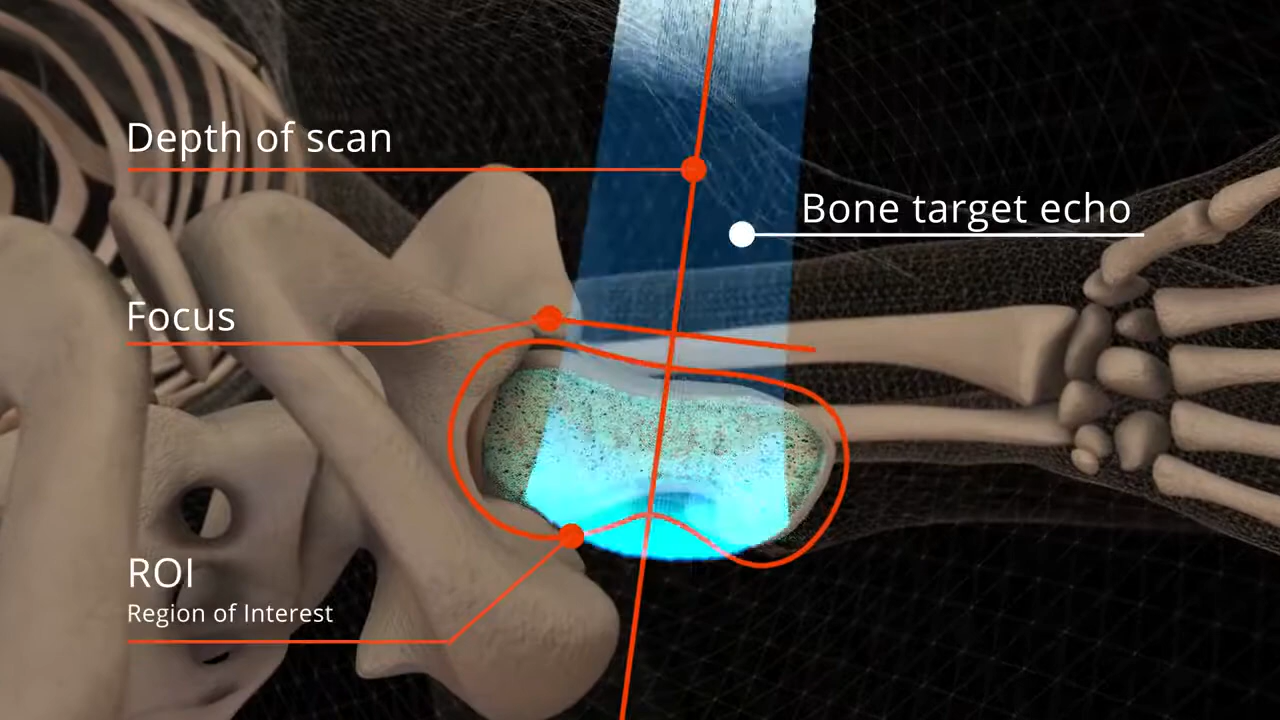 Depth of scan
Bone target echo
Focus
ROI
Region of Interest